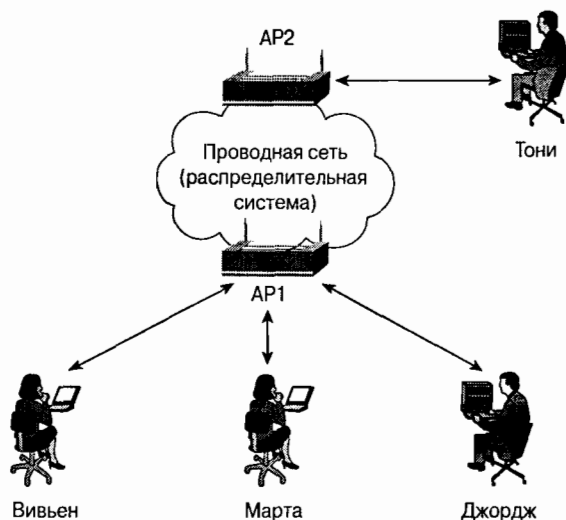 AP2
Тони
Проводная сеть
(распределительная
система)
AP1
Вивьен
Марта
Джордж